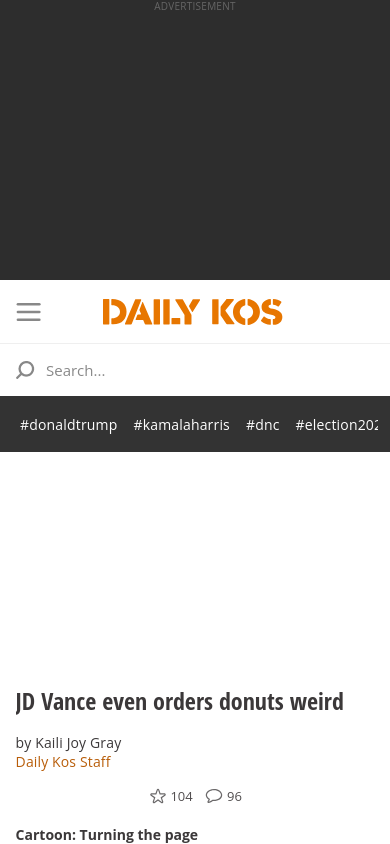 ADVERTISEMENT
DAILY KOS
Search...
#donaldtrump #kamalaharris #dnc #election202
JD Vance even orders donuts weird
by Kaili Joy Gray
Daily Kos Staff
104 96
Cartoon: Turning the page